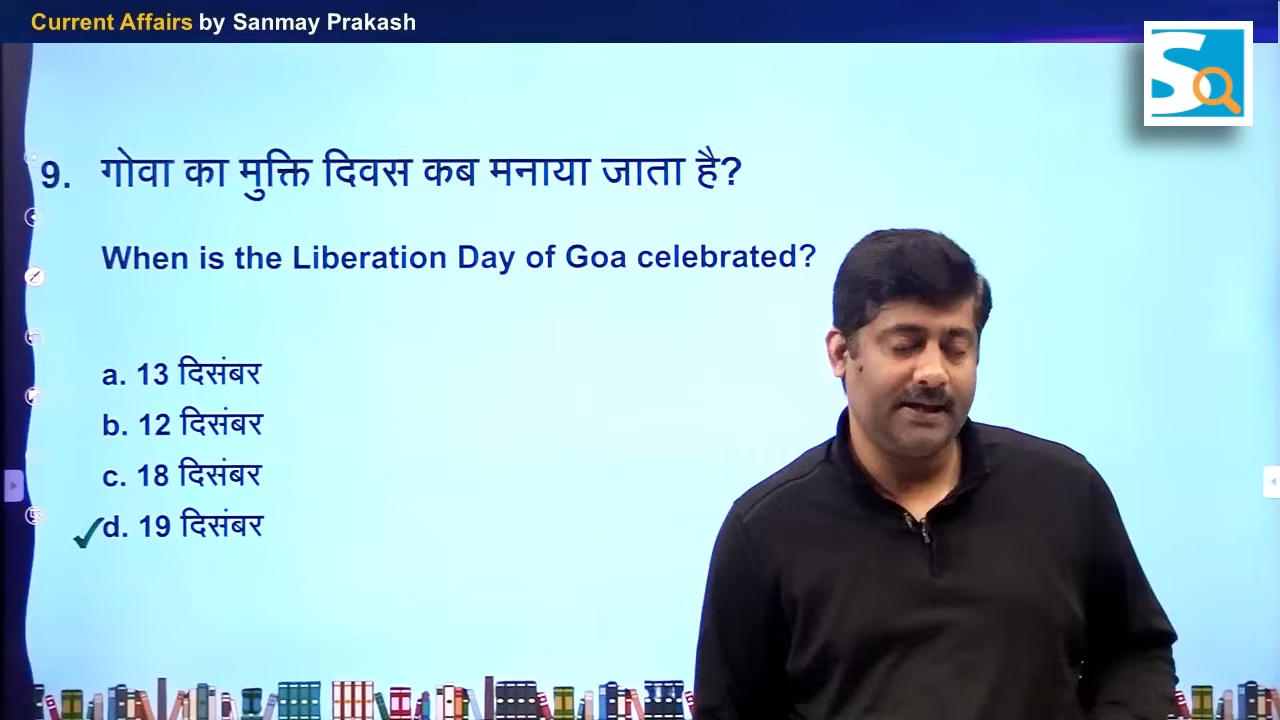 Current Affairs by Sanmay Prakash
SQ
9. गोवा का मुक्ति दिवस कब मनाया जाता है?
When is the Liberation Day of Goa celebrated?
a. 13 दिसंबर
b. 12 दिसंबर
c. 18 दिसंबर
d. 19 दिसंबर